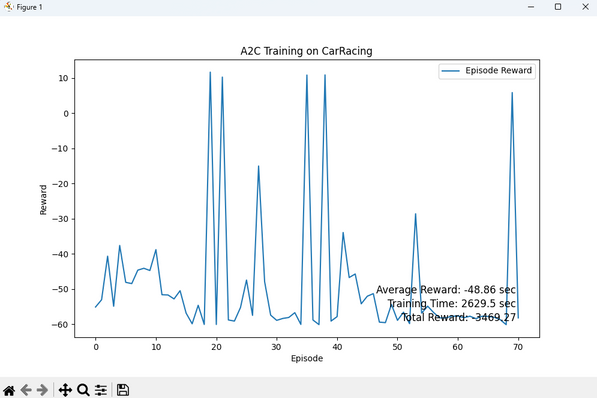 Figure 1
A2C Training on CarRacing
Episode Reward
10
0
−10
−20
−30
−40
−50
−60
Reward
Average Reward: -48.86 sec
Training Time: 2629.5 sec
Total Reward: -3469.27
0
10
20
30
40
50
60
70
Episode